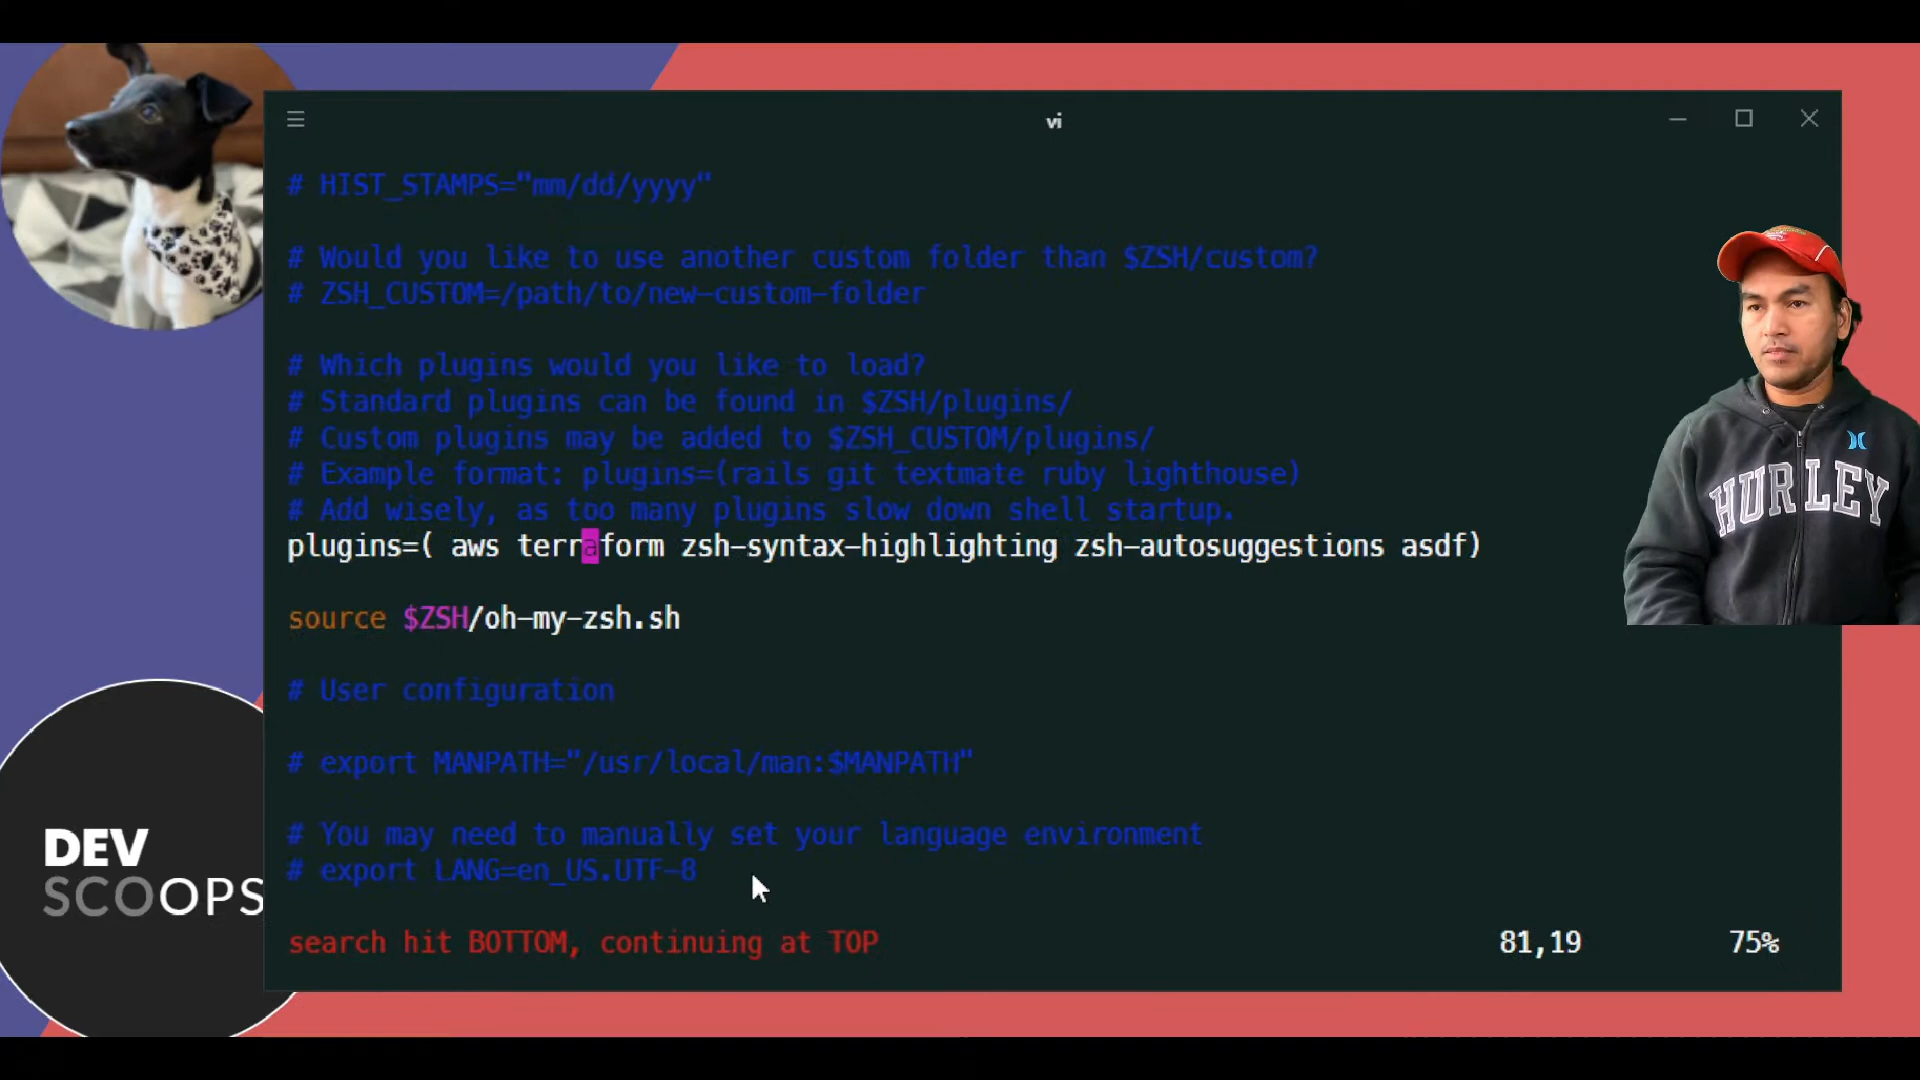 vi
# HIST_STAMPS="mm/dd/yyyy"
# Would you like to use another custom folder than $ZSH/custom?
# ZSH_CUSTOM=/path/to/new-custom-folder
# Which plugins would you like to load?
# Standard plugins can be found in $ZSH/plugins/
# Custom plugins may be added to $ZSH_CUSTOM/plugins/
# Example format: plugins=(rails git textmate ruby lighthouse)
# Add wisely, as too many plugins slow down shell startup.
plugins=( aws terraform zsh-syntax-highlighting zsh-autosuggestions asdf)
source $ZSH/oh-my-zsh.sh
# User configuration
# export MANPATH="/usr/local/man:$MANPATH"
# You may need to manually set your language environment
# export LANG=en_US.UTF-8
search hit BOTTOM, continuing at TOP 81,19 75%
HURLEY
DEV
SCOOPS